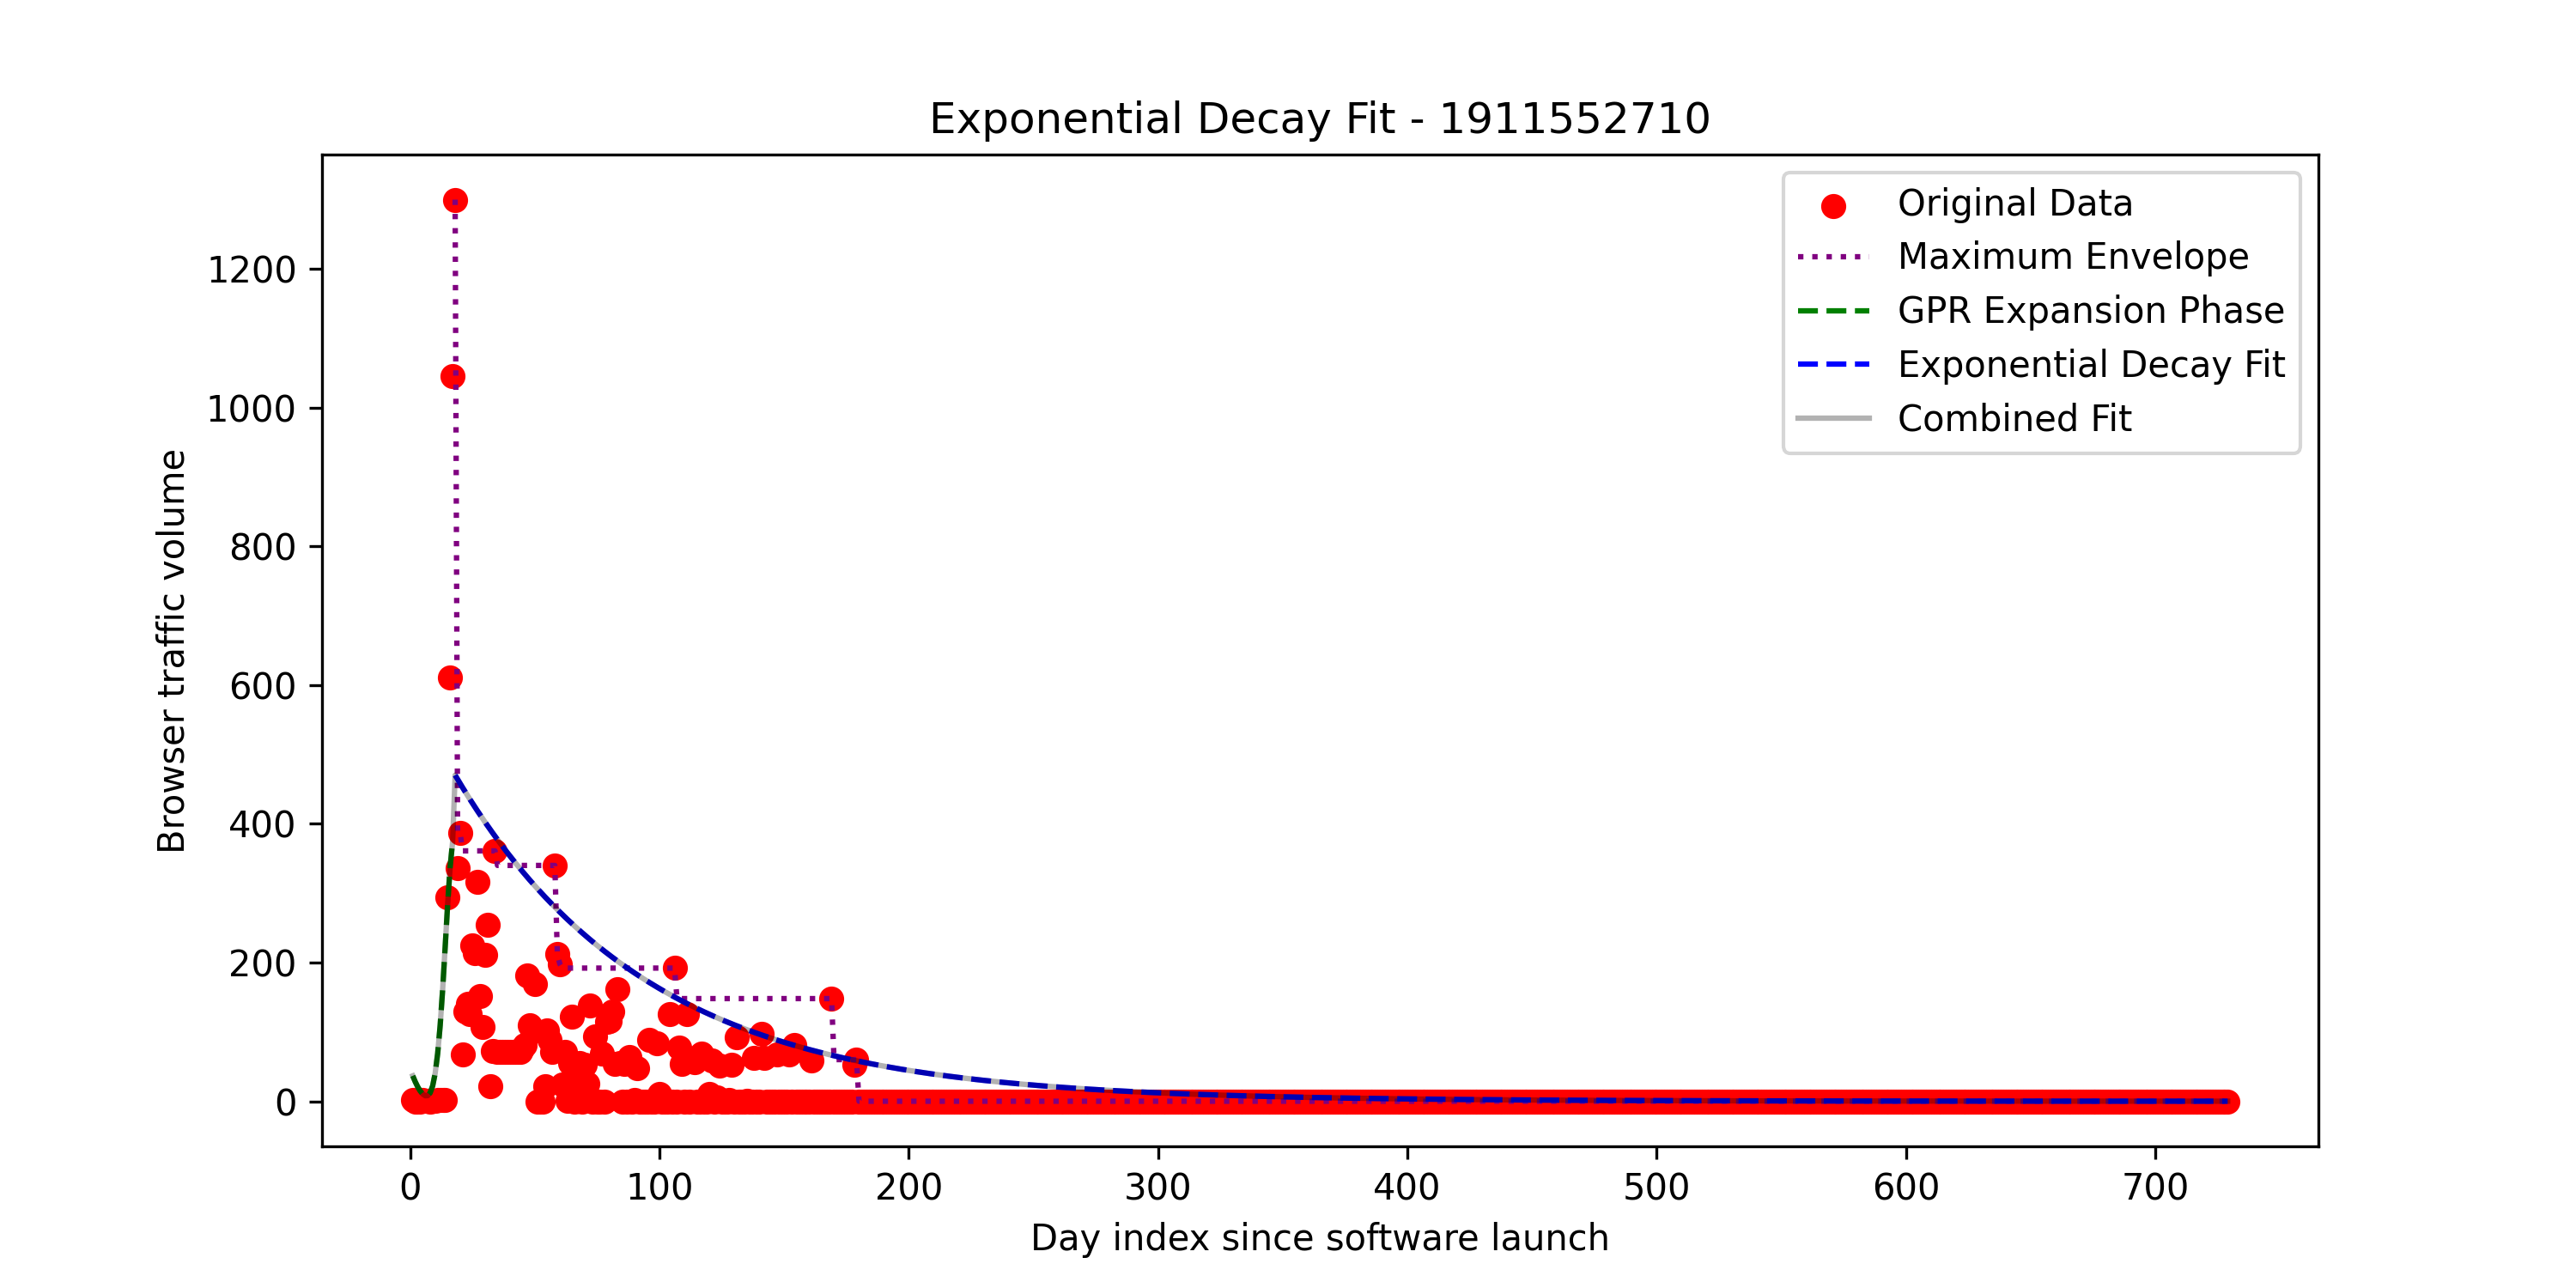 Exponential Decay Fit - 1911552710
Original Data
Maximum Envelope
GPR Expansion Phase
Exponential Decay Fit
Combined Fit
Browser traffic volume
1200
1000
800
600
400
200
0
0 100 200 300 400 500 600 700
Day index since software launch